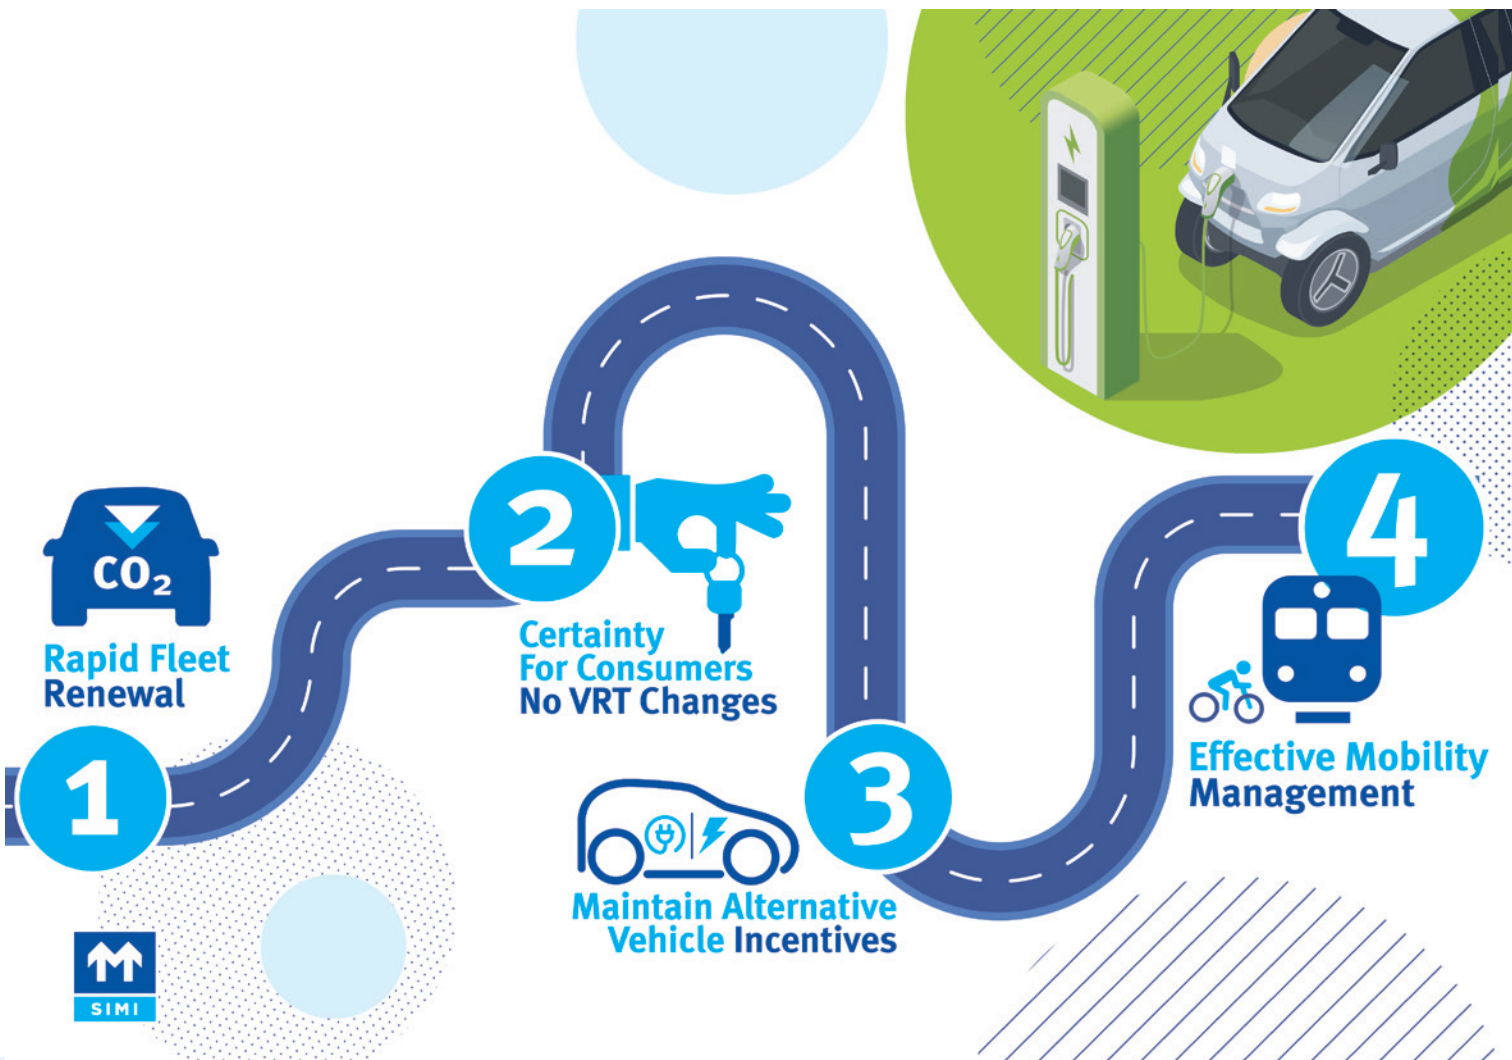 CO₂
Rapid Fleet
Renewal
1
2
Certainty
For Consumers
No VRT Changes
3
Maintain Alternative
Vehicle Incentives
4
Effective Mobility
Management
SIMI